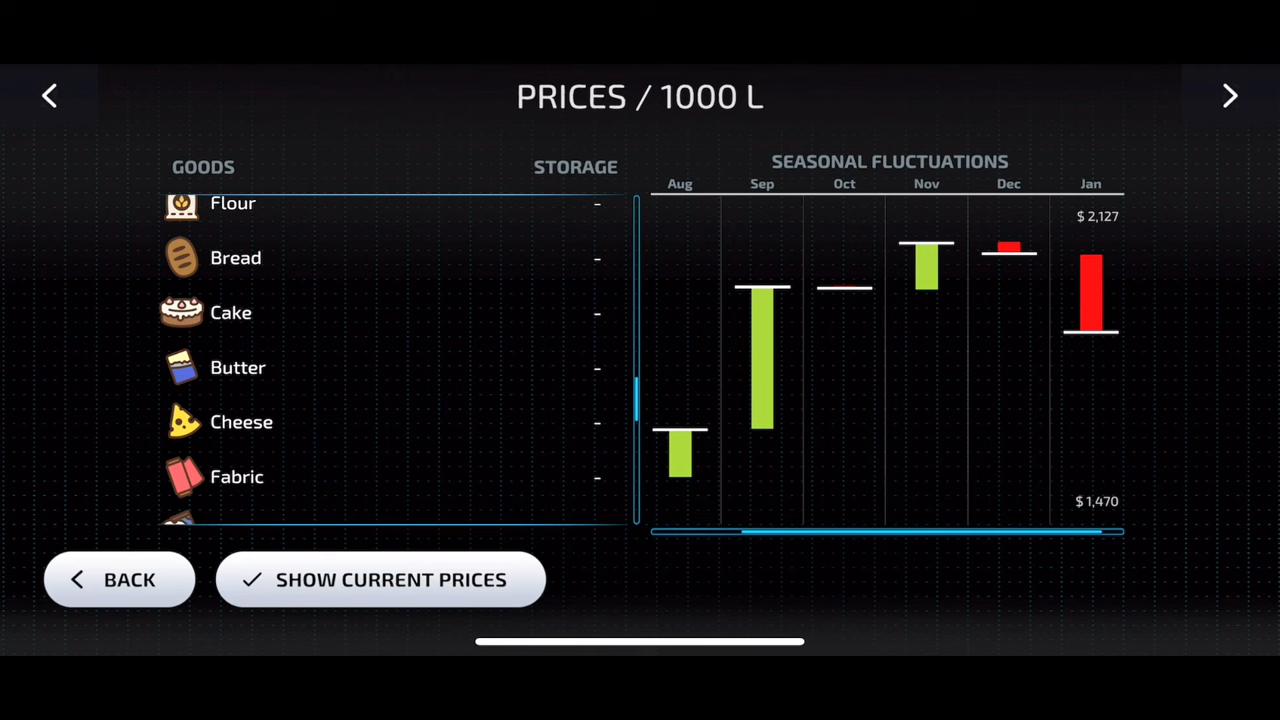 PRICES / 1000 L
GOODS STORAGE
Flour -
Bread -
Cake -
Butter -
Cheese -
Fabric -
SEASONAL FLUCTUATIONS
Aug Sep Oct Nov Dec Jan
$ 2,127
$ 1,470
BACK
SHOW CURRENT PRICES